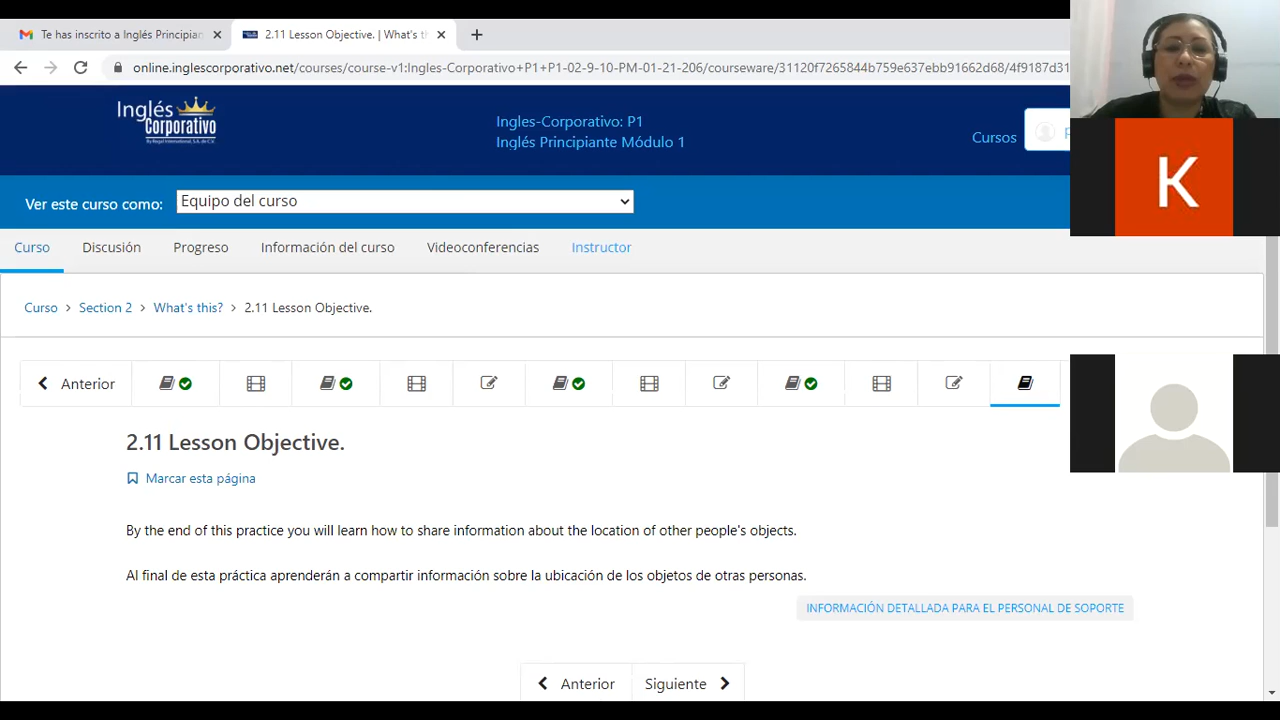 Te has inscrito a Inglés Principian
2.11 Lesson Objective. | What's th
online.inglescorporativo.net/courses/course-v1:Ingles-Corporativo+P1+P1-02-9-10-PM-01-21-206/courseware/31120f7265844b759e637ebb91662d68/4f9187d31
Inglés
Corporativo
Ingles-Corporativo: P1
Inglés Principiante Módulo 1
Cursos
p
Ver este curso como:
Equipo del curso
Curso
Discusión
Progreso
Información del curso
Videoconferencias
Instructor
Curso > Section 2 > What's this? > 2.11 Lesson Objective.
Anterior
2.11 Lesson Objective.
Marcar esta página
By the end of this practice you will learn how to share information about the location of other people's objects.
Al final de esta práctica aprenderán a compartir información sobre la ubicación de los objetos de otras personas.
INFORMACIÓN DETALLADA PARA EL PERSONAL DE SOPORTE
Anterior
Siguiente
K